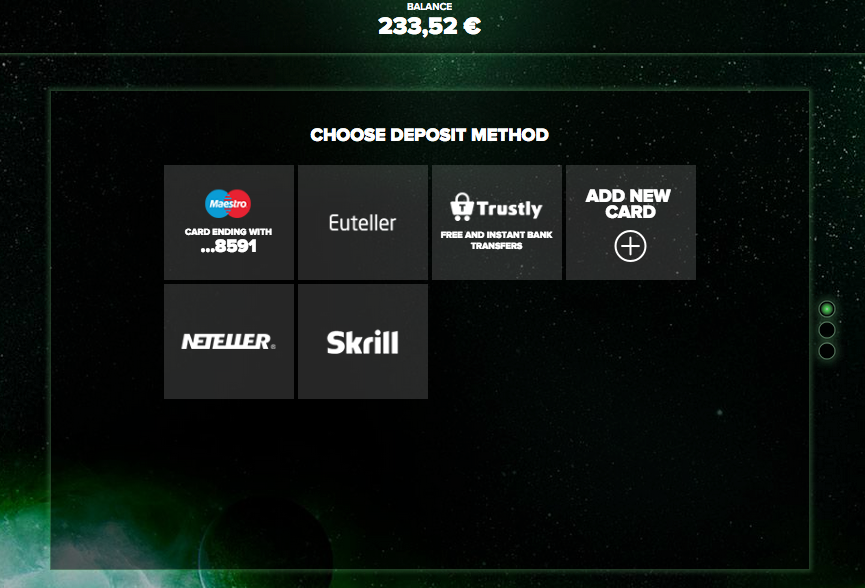 BALANCE
233,52 €
CHOOSE DEPOSIT METHOD
Maestro
CARD ENDING WITH
...8591
Euteller
Trustly
FREE AND INSTANT BANK
TRANSFERS
ADD NEW
CARD
NETELLER®
Skrill